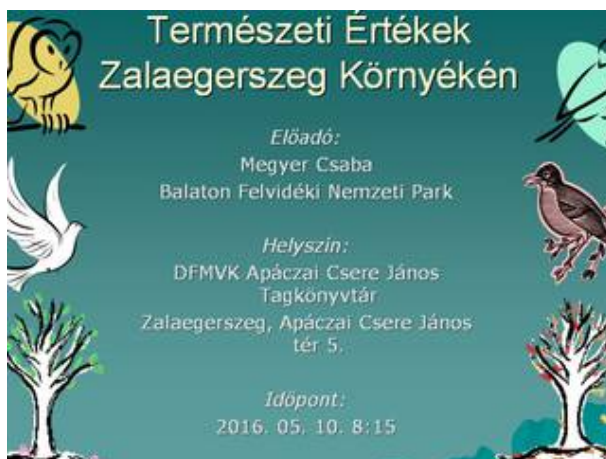 Természeti Értékek
Zalaegerszeg Környékén
Előadó:
Megyer Csaba
Balaton Felvidéki Nemzeti Park
Helyszín:
DFMVK Apáczai Csere János
Tagkönyvtár
Zalaegerszeg, Apáczai Csere János
tér 5.
Időpont:
2016. 05. 10. 8:15